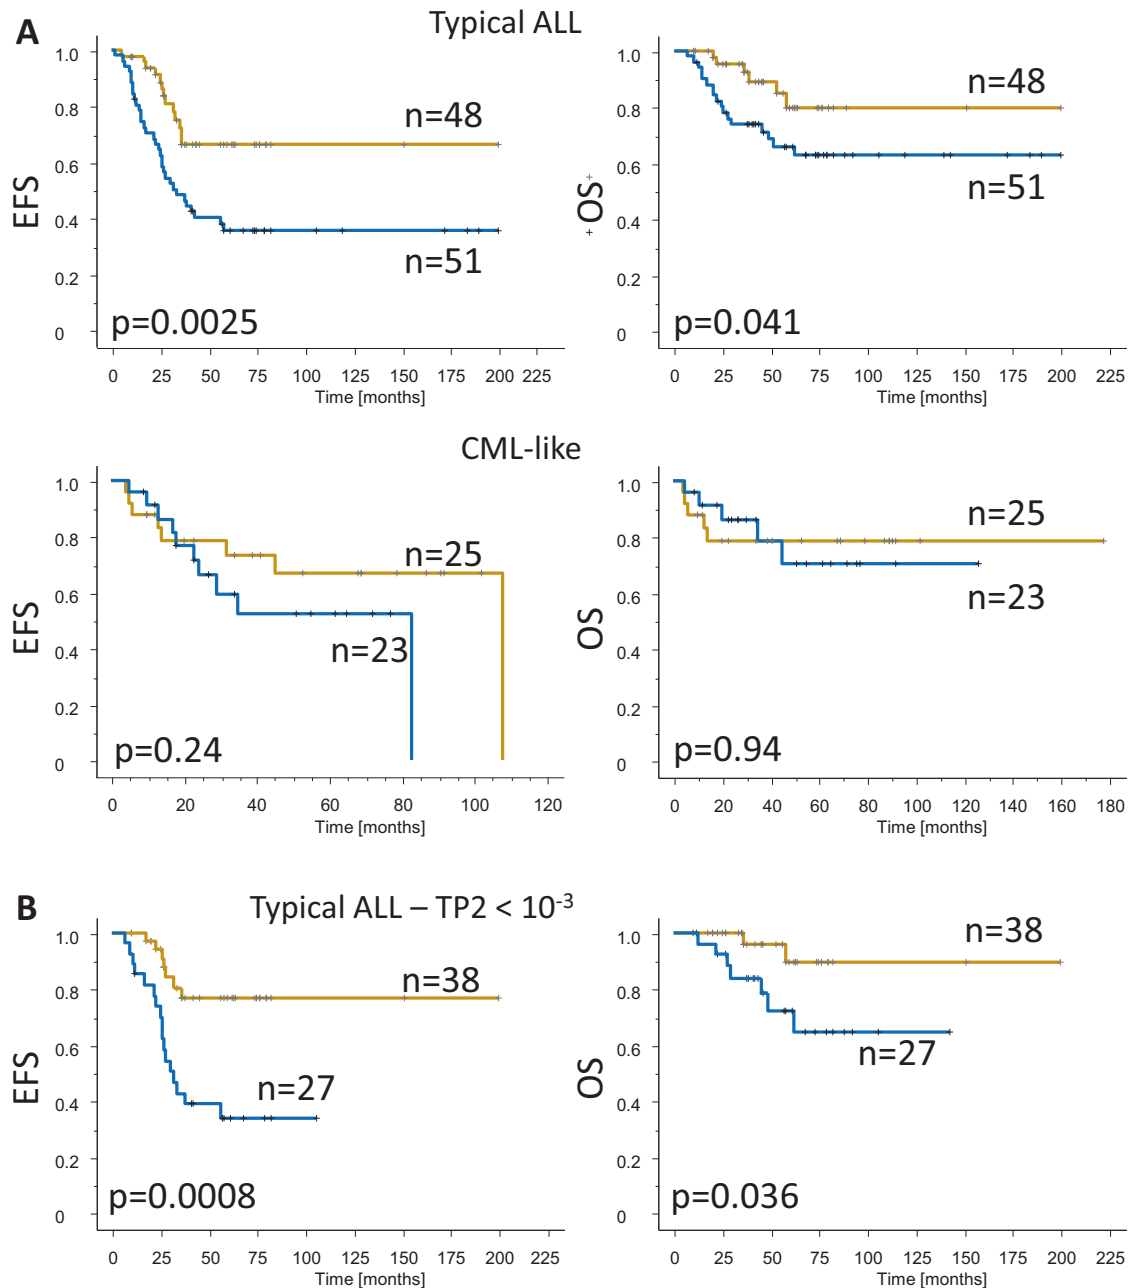 A
Typical ALL
EFS
1.0
0.8
0.6
0.4
0.2
0
n=48
n=51
p=0.0025
0 25 50 75 100 125 150 175 200 225
Time [months]
OS
1.0
0.8
0.6
0.4
0.2
0
n=48
n=51
p=0.041
0 25 50 75 100 125 150 175 200 225
Time [months]
CML-like
EFS
1.0
0.8
0.6
0.4
0.2
0
n=25
n=23
p=0.24
0 20 40 60 80 100 120
Time [months]
OS
1.0
0.8
0.6
0.4
0.2
0
n=25
n=23
p=0.94
0 20 40 60 80 100 120 140 160 180
Time [months]
B
Typical ALL – TP2 < 10⁻³
EFS
1.0
0.8
0.6
0.4
0.2
0
n=38
n=27
p=0.0008
0 25 50 75 100 125 150 175 200 225
Time [months]
OS
1.0
0.8
0.6
0.4
0.2
0
n=38
n=27
p=0.036
0 25 50 75 100 125 150 175 200 225
Time [months]